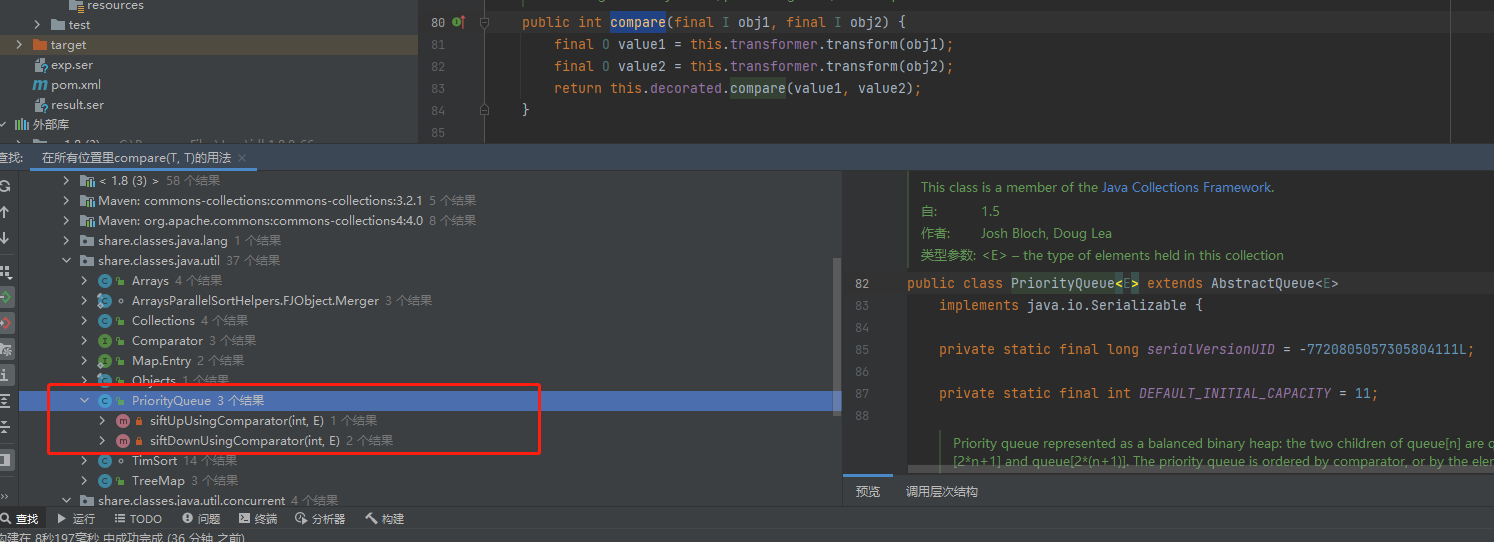 resources
test
target
exp.ser
pom.xml
result.ser
外部库
80 public int compare(final I obj1, final I obj2) {
81 final O value1 = this.transformer.transform(obj1);
82 final O value2 = this.transformer.transform(obj2);
83 return this.decorated.compare(value1, value2);
84 }
85
查找: 在所有位置里compare(T, T)的用法
< 1.8 (3) > 58 个结果
Maven: commons-collections:commons-collections:3.2.1 5 个结果
Maven: org.apache.commons:commons-collections4:4.0 8 个结果
share.classes.java.lang 1 个结果
share.classes.java.util 37 个结果
Arrays 4 个结果
ArraysParallelSortHelpers.FJObject.Merger 3 个结果
Collections 4 个结果
Comparator 3 个结果
Map.Entry 2 个结果
Objects 1 个结果
PriorityQueue 3 个结果
siftUpUsingComparator(int, E) 1 个结果
siftDownUsingComparator(int, E) 2 个结果
TimSort 14 个结果
TreeMap 3 个结果
share.classes.java.util.concurrent 4 个结果
This class is a member of the Java Collections Framework.
自: 1.5
作者: Josh Bloch, Doug Lea
类型参数: <E> – the type of elements held in this collection
82 public class PriorityQueue<E> extends AbstractQueue<E>
83 implements java.io.Serializable {
84
85 private static final long serialVersionUID = -7720805057305804111L;
86
87 private static final int DEFAULT_INITIAL_CAPACITY = 11;
88
Priority queue represented as a balanced binary heap: the two children of queue[n] are
[2*n+1] and queue[2*(n+1)]. The priority queue is ordered by comparator, or by the
预览 调用层次结构
查找 运行 TODO 问题 终端 分析器 构建
构建在 8秒197毫秒 中成功完成 (36 分钟 之前)